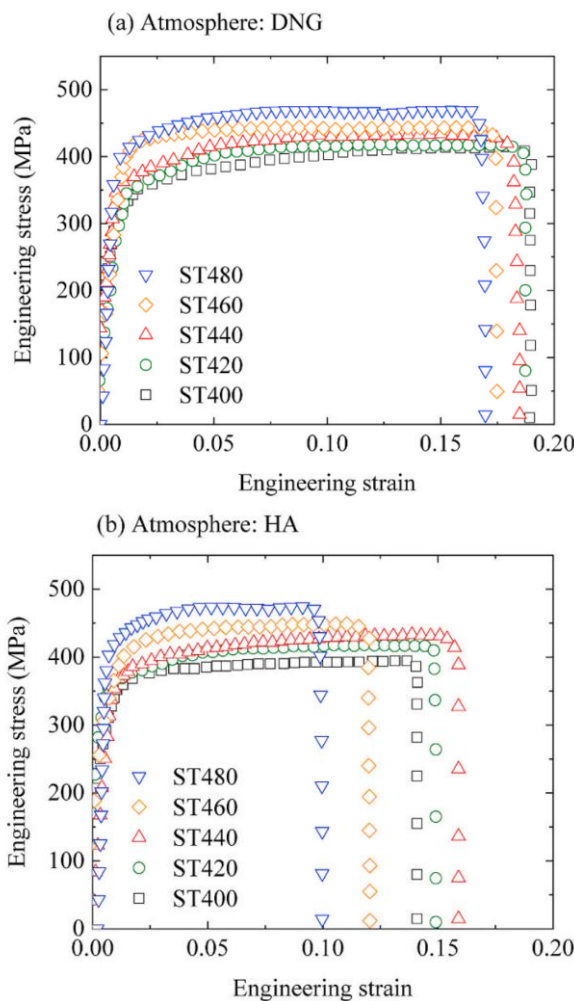 (a) Atmosphere: DNG
500
400
300
200
100
0
Engineering stress (MPa)
ST480
ST460
ST440
ST420
ST400
0.00 0.05 0.10 0.15 0.20
Engineering strain
(b) Atmosphere: HA
500
400
300
200
100
0
Engineering stress (MPa)
ST480
ST460
ST440
ST420
ST400
0.00 0.05 0.10 0.15 0.20
Engineering strain